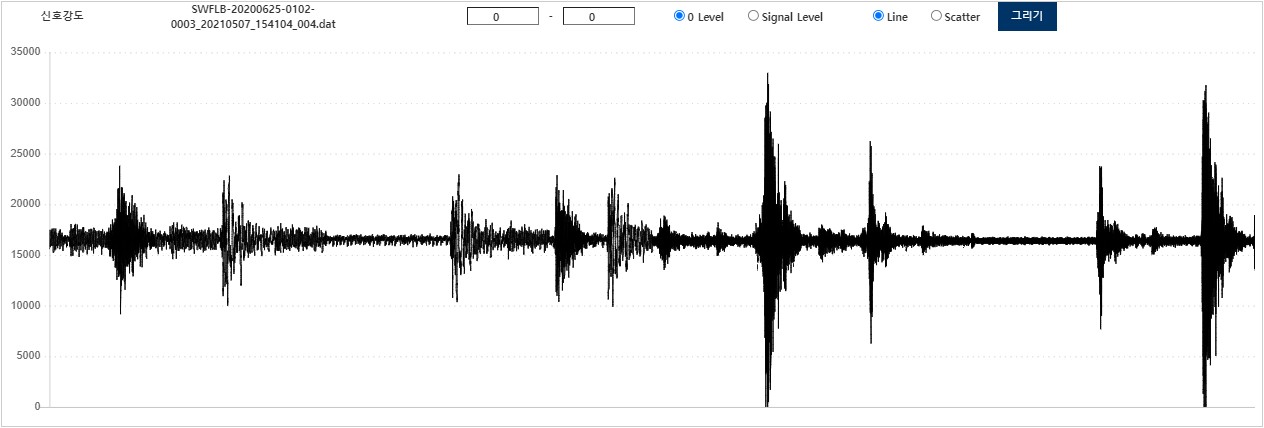 신호강도
SWFLB-20200625-0102-
0003_20210507_154104_004.dat
0 - 0
0 Level
Signal Level
Line
Scatter
그리기
35000
30000
25000
20000
15000
10000
5000
0